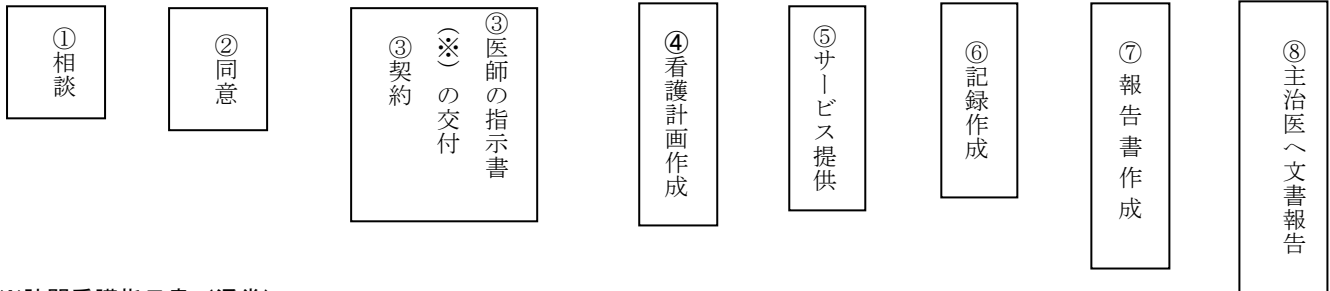 ①相談
②同意
③医師の指示書
（※）の交付
③契約
④看護計画作成
⑤サービス提供
⑥記録作成
⑦報告書作成
⑧主治医へ文書報告